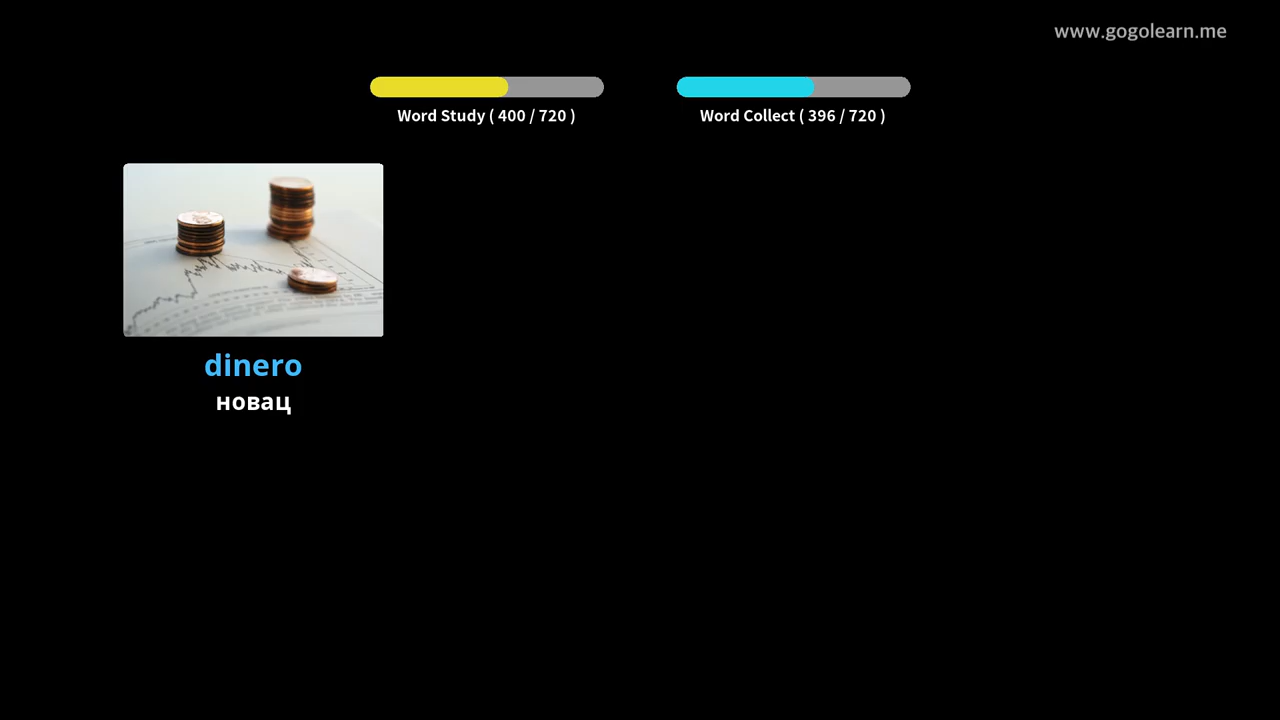 www.gogolearn.me
Word Study ( 400 / 720 )
Word Collect ( 396 / 720 )
dinero
новац